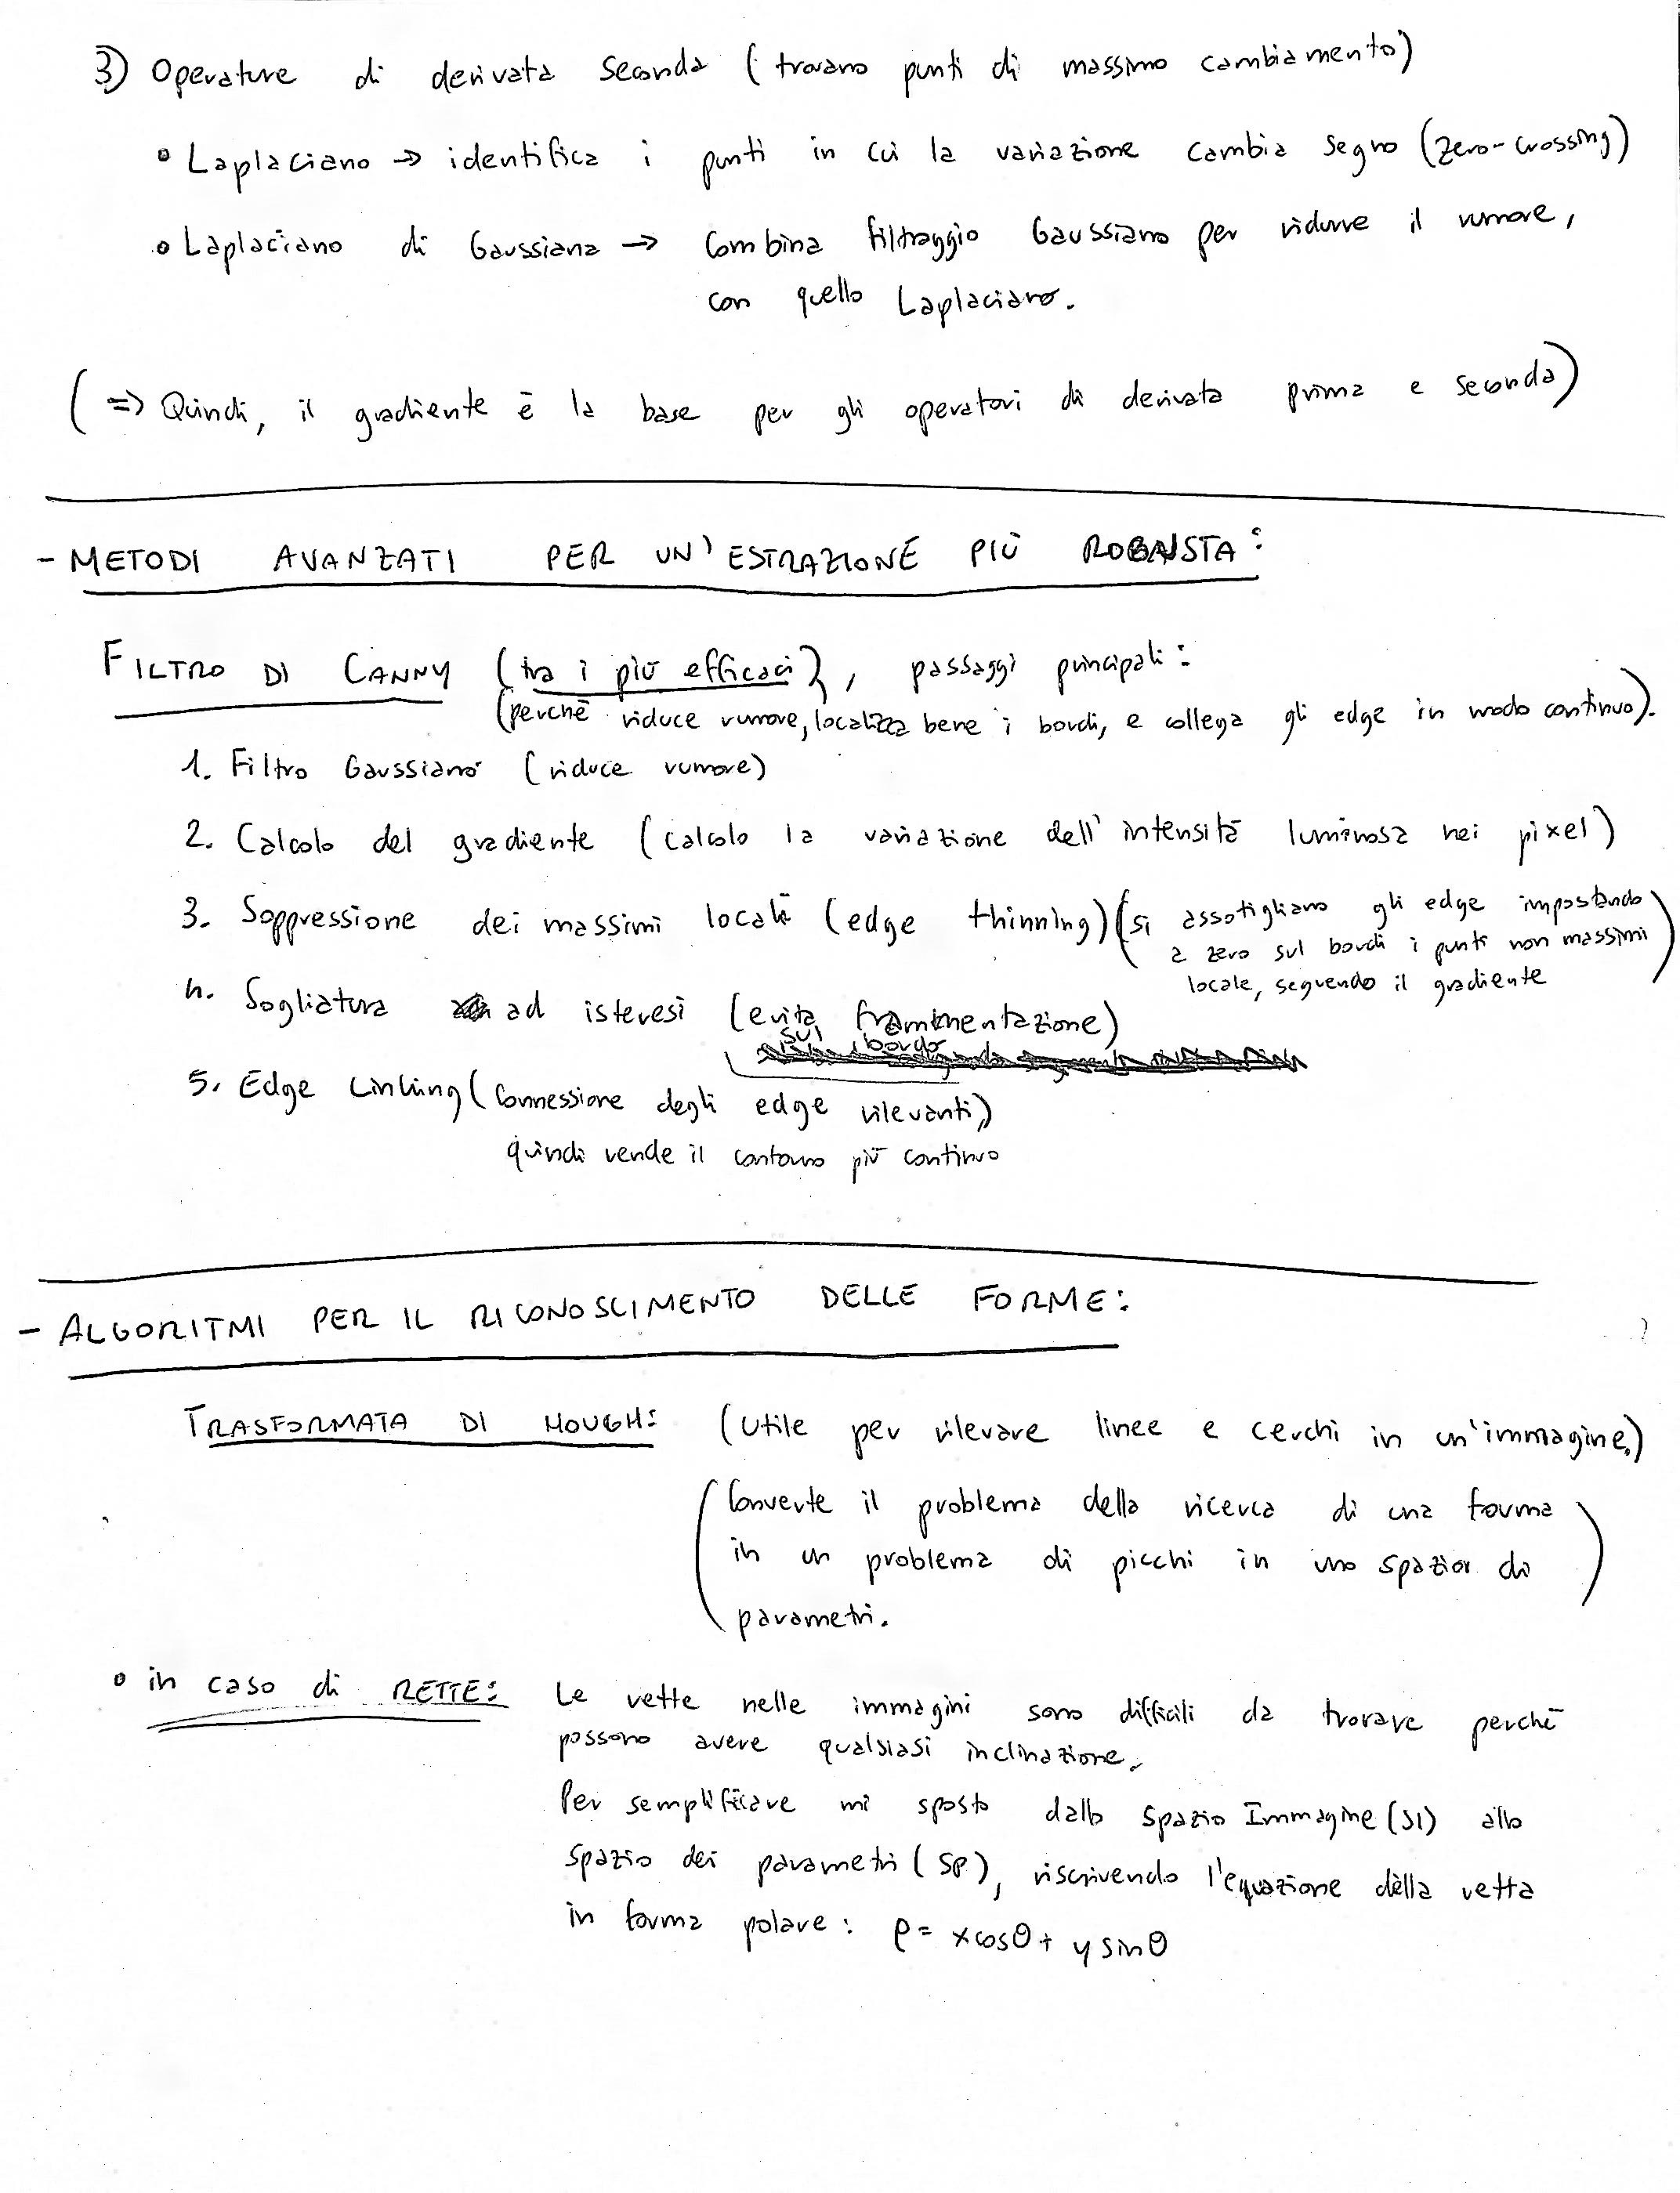 3) Operatore di derivata seconda (trovano punti di massimo cambiamento)
• Laplaciano → identifica i punti in cui la variazione cambia segno (zero-crossing)
• Laplaciano di Gaussiana → Combina filtraggio Gaussiano per ridurre il rumore,
con quello Laplaciano.
(=> Quindi, il gradiente è la base per gli operatori di derivata prima e seconda)
- METODI AVANZATI PER UN'ESTRAZIONE PIÙ ROBUSTA:
FILTRO DI CANNY (tra i più efficaci), passaggi principali:
(perchè riduce rumore, localizza bene i bordi, e collega gli edge in modo continuo).
1. Filtro Gaussiano (riduce rumore)
2. Calcolo del gradiente (calcolo la variazione dell'intensità luminosa nei pixel)
3. Soppressione dei massimi locali (edge thinning) (si assotigliano gli edge impostando
a zero sul bordi i punti non massimi
locale, seguendo il gradiente
4. Sogliatura ad isteresi (evita frammentazione)
sul bordo
5. Edge Linking (connessione degli edge rilevanti)
quindi rende il contorno più continuo
- ALGORITMI PER IL RICONOSCIMENTO DELLE FORME:
TRASFORMATA DI HOUGH: (Utile per rilevare linee e cerchi in un'immagine.)
(Converte il problema della ricerca di una forma
in un problema di picchi in uno spazio di
parametri.)
• in caso di RETTE: Le rette nelle immagini sono difficili da trovare perchè
possono avere qualsiasi inclinazione.
Per semplificare mi sposto dallo Spazio Immagine (SI) allo
spazio dei parametri (SP), riscrivendo l'equazione della retta
in forma polare: ρ = x cosθ + y sinθ